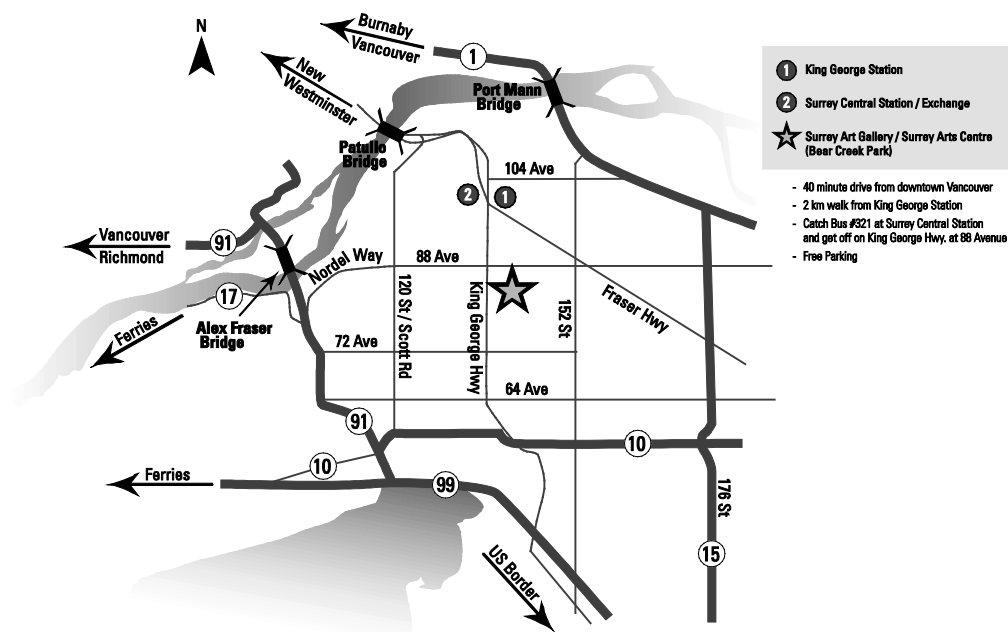 N
Burnaby
Vancouver
1
New
Westminster
Port Mann
Bridge
Patullo
Bridge
104 Ave
2
1
Vancouver
Richmond
91
Nordel Way
88 Ave
17
Ferries
Alex Fraser
Bridge
120 St / Scott Rd
King George Hwy
152 St
Fraser Hwy
72 Ave
64 Ave
91
10
10
Ferries
99
176 St
15
US Border
1 King George Station
2 Surrey Central Station / Exchange
Surrey Art Gallery / Surrey Arts Centre
(Bear Creek Park)
- 40 minute drive from downtown Vancouver
- 2 km walk from King George Station
- Catch Bus #321 at Surrey Central Station
and get off on King George Hwy. at 88 Avenue
- Free Parking